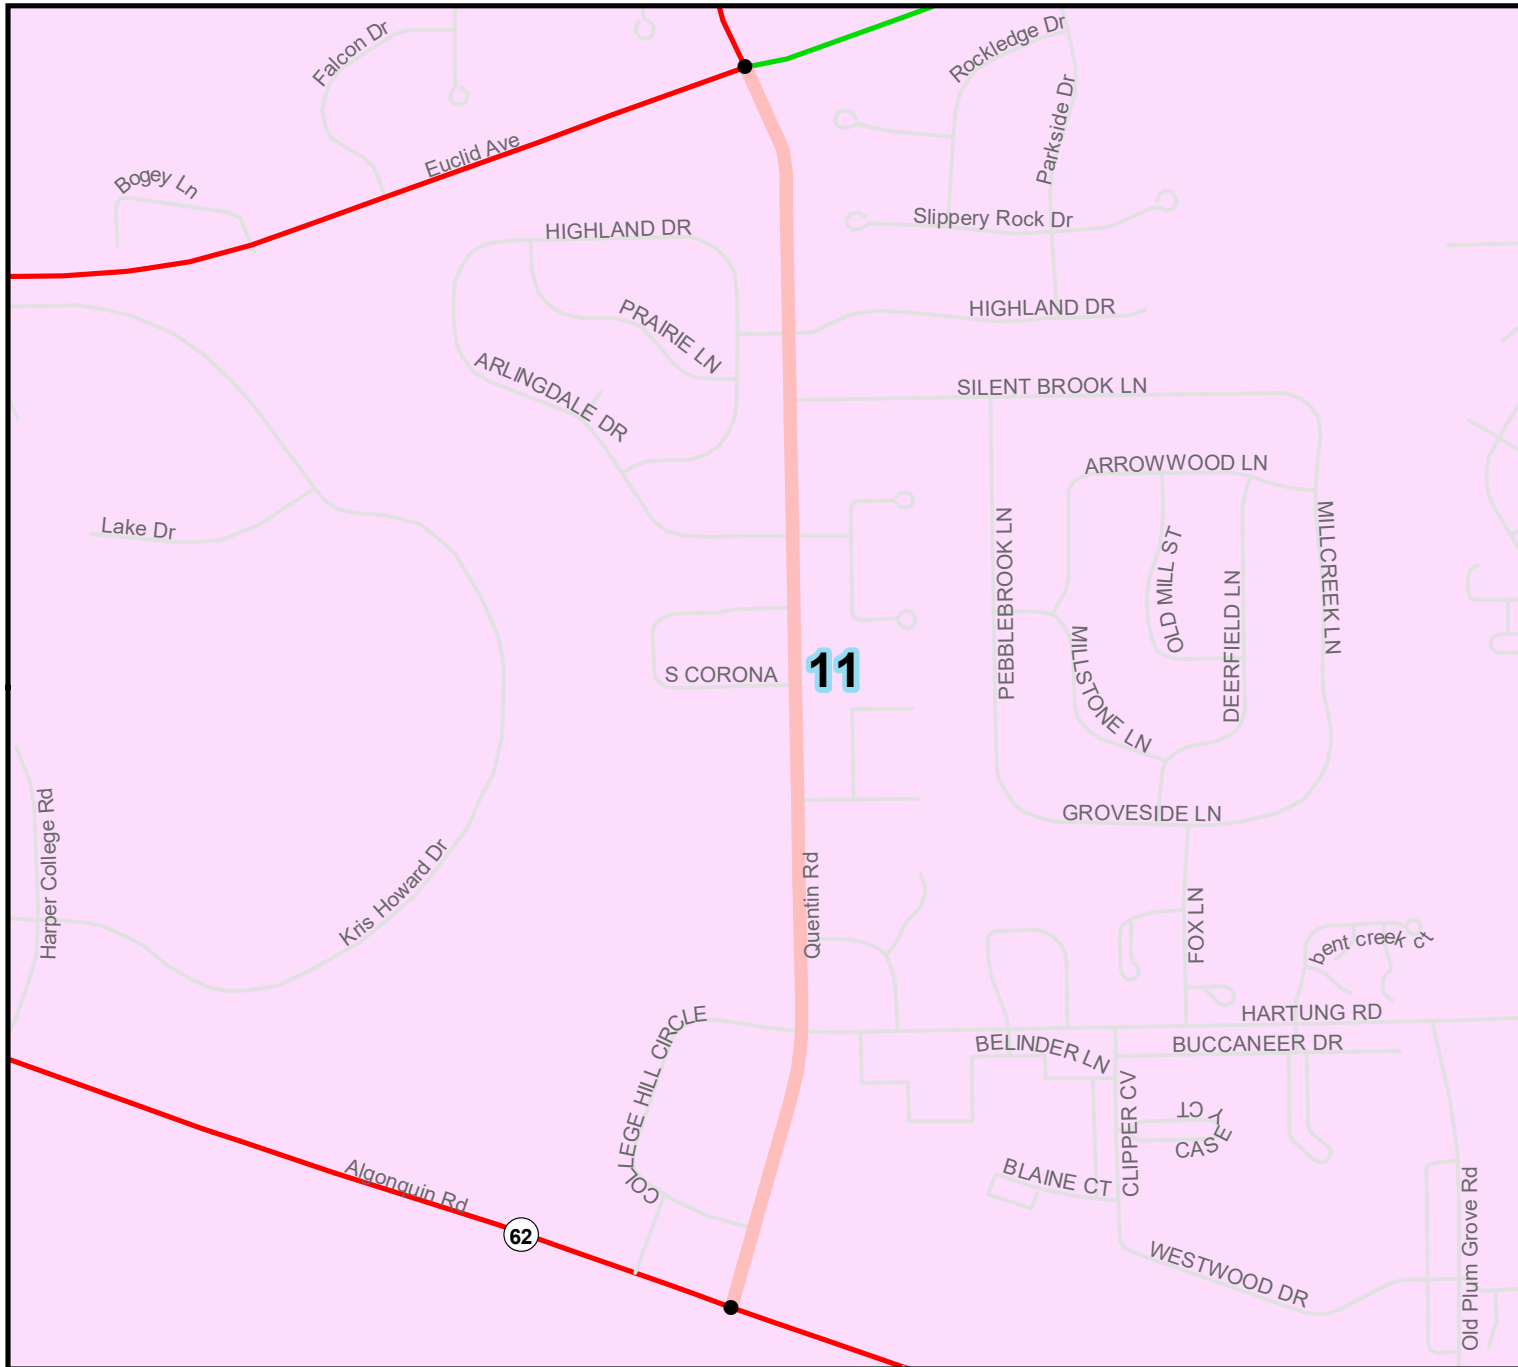 Falcon Dr
Rockledge Dr
Parkside Dr
Euclid Ave
Bogey Ln
Slippery Rock Dr
HIGHLAND DR
HIGHLAND DR
PRAIRIE LN
ARLINGDALE DR
SILENT BROOK LN
ARROWWOOD LN
Lake Dr
PEBBLEBROOK LN
OLD MILL ST
DEERFIELD LN
MILLCREEK LN
S CORONA
11
MILLSTONE LN
GROVESIDE LN
Harper College Rd
Kris Howard Dr
Quentin Rd
FOX LN
bent creek ct
HARTUNG RD
COLLEGE HILL CIRCLE
BELINDER LN
BUCCANEER DR
CLIPPER CV
CASEY CT
BLAINE CT
Algonquin Rd
62
WESTWOOD DR
Old Plum Grove Rd